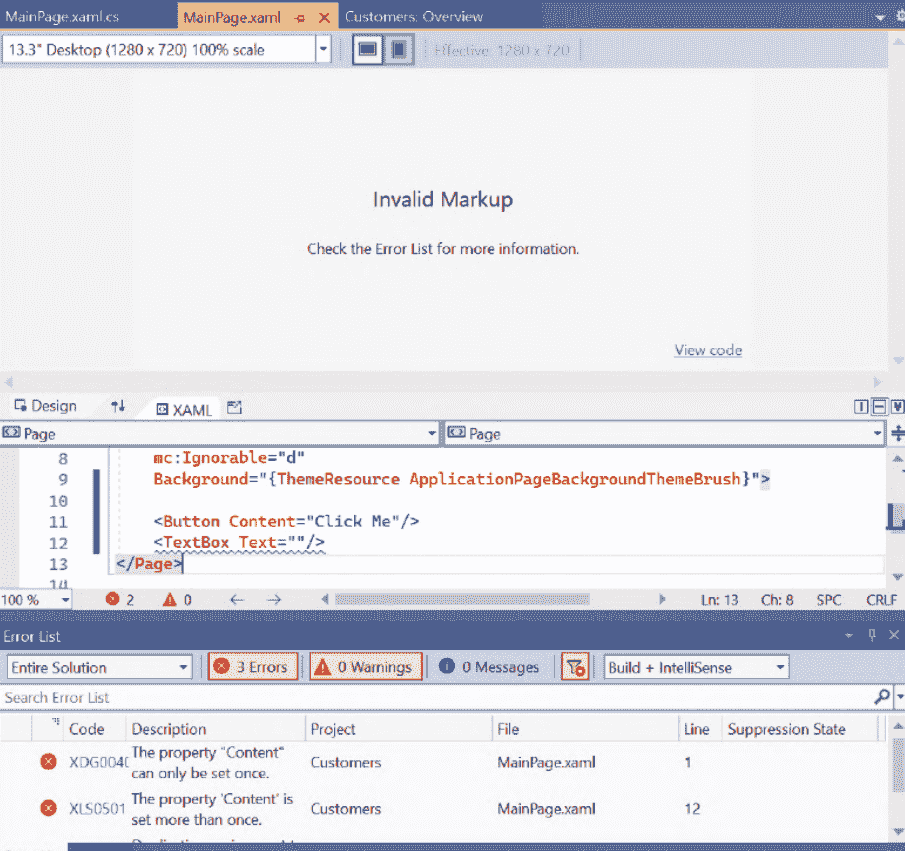 MainPage.xaml.cs MainPage.xaml Customers: Overview
13.3" Desktop (1280 x 720) 100% scale Effective: 1280 x 720
Invalid Markup
Check the Error List for more information.
View code
Design XAML
Page Page
8 mc:Ignorable="d"
9 Background="{ThemeResource ApplicationPageBackgroundThemeBrush}">
10
11 <Button Content="Click Me"/>
12 <TextBox Text=""/>
13 </Page>
14
100 % 2 0 Ln: 13 Ch: 8 SPC CRLF
Error List
Entire Solution 3 Errors 0 Warnings 0 Messages Build + IntelliSense
Search Error List
Code Description Project File Line Suppression State
XDG0040 The property "Content" can only be set once. Customers MainPage.xaml 1
XLS0501 The property 'Content' is set more than once. Customers MainPage.xaml 12